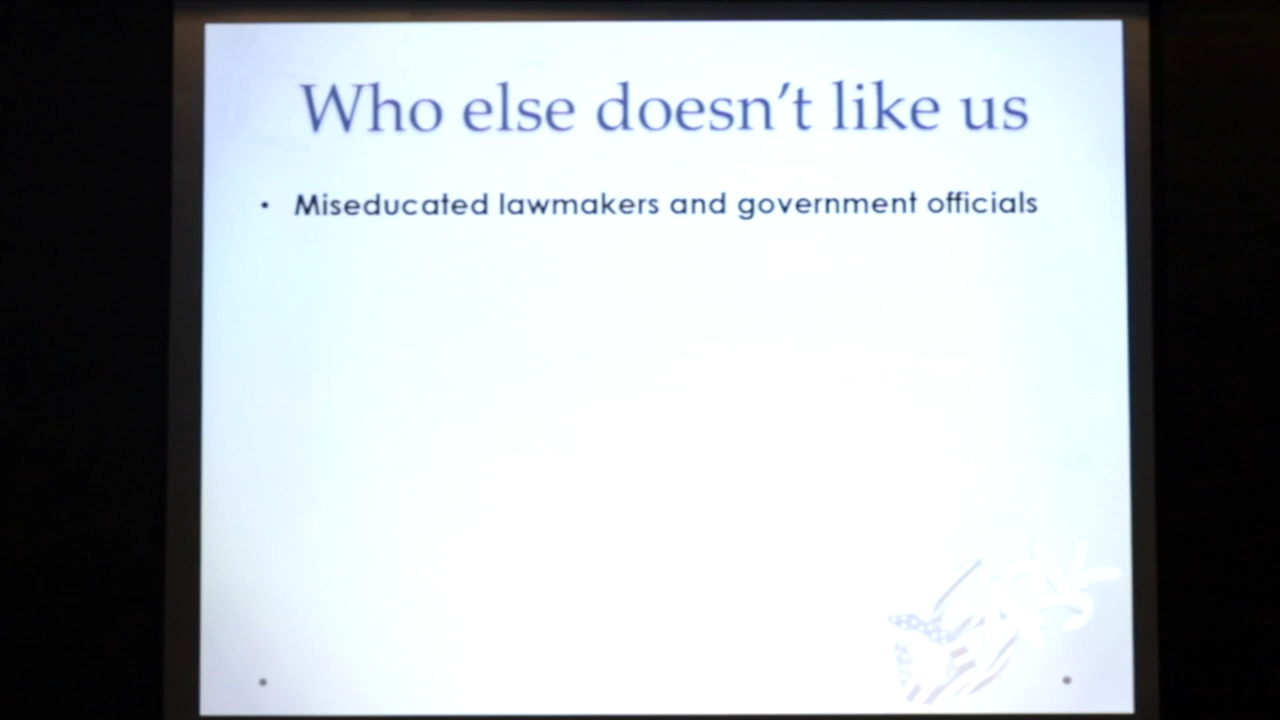 Who else doesn't like us
• Miseducated lawmakers and government officials